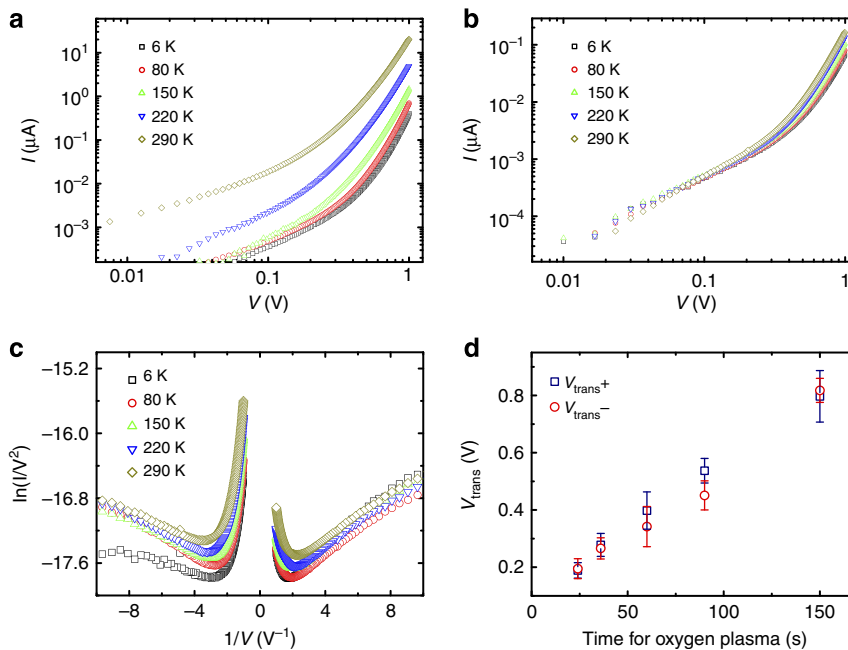 a
6 K
80 K
150 K
220 K
290 K
10¹
10⁰
10⁻¹
10⁻²
10⁻³
I (μA)
0.01
0.1
1
V (V)
b
6 K
80 K
150 K
220 K
290 K
10⁻¹
10⁻²
10⁻³
10⁻⁴
I (μA)
0.01
0.1
1
V (V)
c
6 K
80 K
150 K
220 K
290 K
−15.2
−16.0
−16.8
−17.6
ln(I/V²)
−8
−4
0
4
8
1/V (V⁻¹)
d
Vtrans+
Vtrans−
0.8
0.6
0.4
0.2
Vtrans (V)
0
50
100
150
Time for oxygen plasma (s)